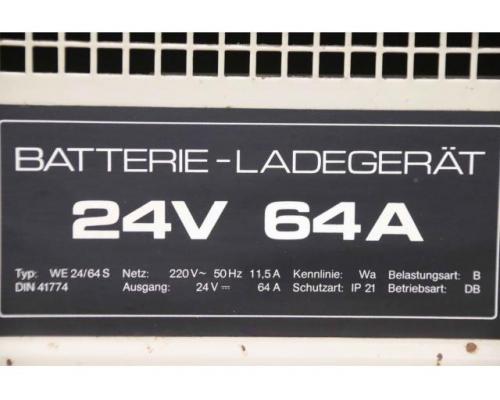 BATTERIE-LADEGERÄT
24V 64A
Typ: WE 24/64 S Netz: 220 V~ 50 Hz 11,5 A Kennlinie: Wa Belastungsart: B
DIN 41774 Ausgang: 24 V⎓ 64 A Schutzart: IP 21 Betriebsart: DB